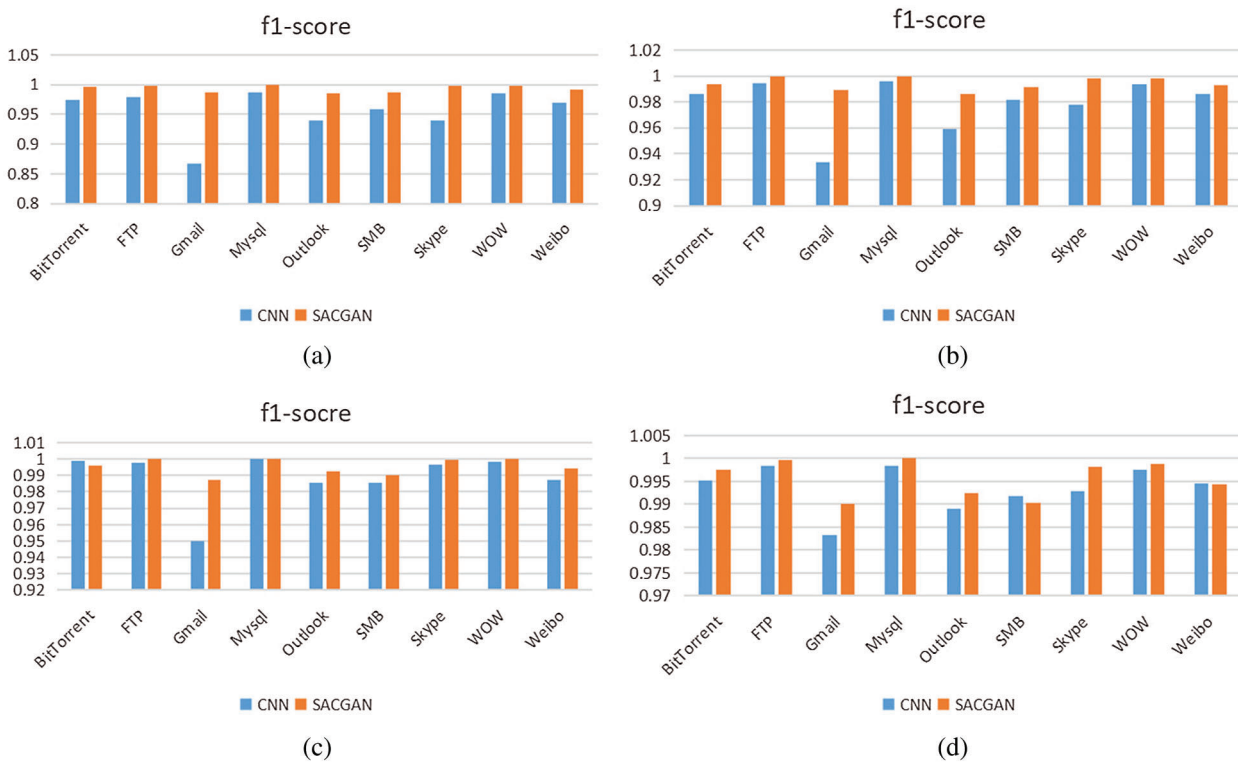 f1-score
1.05
1
0.95
0.9
0.85
0.8
BitTorrent FTP Gmail Mysql Outlook SMB Skype WOW Weibo
CNN SACGAN
(a)
f1-score
1.02
1
0.98
0.96
0.94
0.92
0.9
BitTorrent FTP Gmail Mysql Outlook SMB Skype WOW Weibo
CNN SACGAN
(b)
f1-socre
1.01
1
0.99
0.98
0.97
0.96
0.95
0.94
0.93
0.92
BitTorrent FTP Gmail Mysql Outlook SMB Skype WOW Weibo
CNN SACGAN
(c)
f1-score
1.005
1
0.995
0.99
0.985
0.98
0.975
0.97
BitTorrent FTP Gmail Mysql Outlook SMB Skype WOW Weibo
CNN SACGAN
(d)